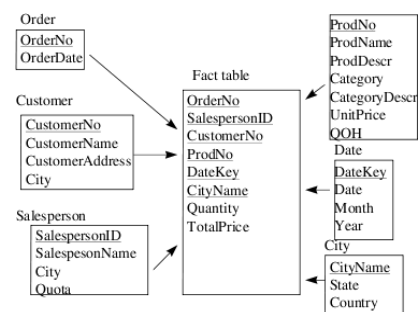 Order
OrderNo
OrderDate
Customer
CustomerNo
CustomerName
CustomerAddress
City
Salesperson
SalespersonID
SalespesonName
City
Quota
Fact table
OrderNo
SalespersonID
CustomerNo
ProdNo
DateKey
CityName
Quantity
TotalPrice
ProdNo
ProdName
ProdDescr
Category
CategoryDescr
UnitPrice
QOH
Date
DateKey
Date
Month
Year
City
CityName
State
Country